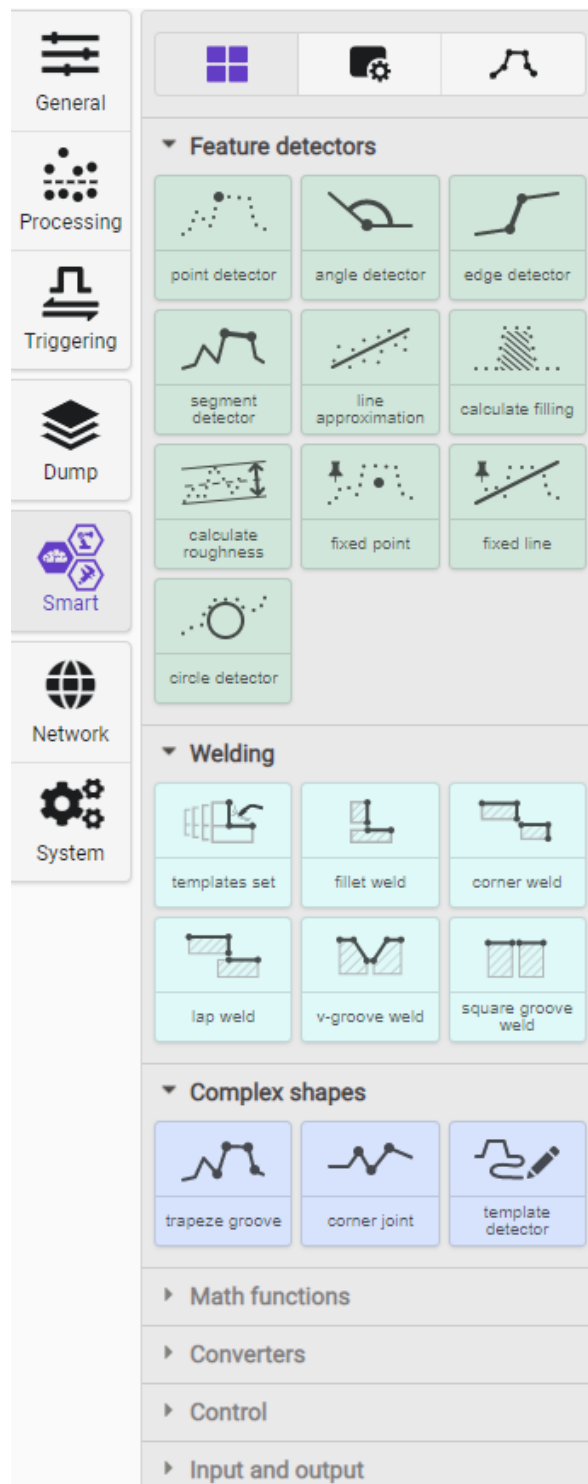 General
Processing
Triggering
Dump
Smart
Network
System
Feature detectors
point detector
angle detector
edge detector
segment
detector
line
approximation
calculate filling
calculate
roughness
fixed point
fixed line
circle detector
Welding
templates set
fillet weld
corner weld
lap weld
v-groove weld
square groove
weld
Complex shapes
trapeze groove
corner joint
template
detector
Math functions
Converters
Control
Input and output